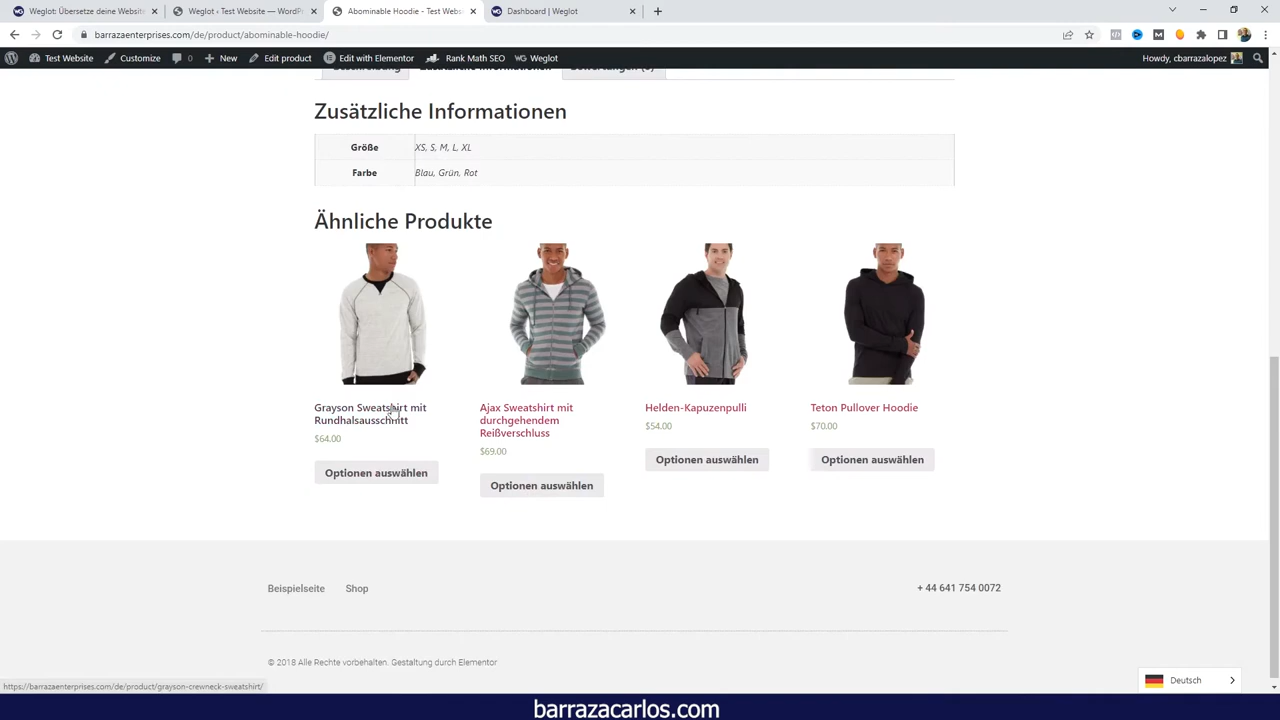 Weglot: Übersetze deine Website
Weglot ‹ Test Website — WordPr
Abominable Hoodie - Test Webs
Dashboard | Weglot
barrazaenterprises.com/de/product/abominable-hoodie/
Test Website
Customize
0
New
Edit product
Edit with Elementor
Rank Math SEO
Weglot
Howdy, cbarrazalopez
Zusätzliche Informationen
Größe
XS, S, M, L, XL
Farbe
Blau, Grün, Rot
Ähnliche Produkte
Grayson Sweatshirt mit
Rundhalsausschnitt
$64.00
Optionen auswählen
Ajax Sweatshirt mit
durchgehendem
Reißverschluss
$69.00
Optionen auswählen
Helden-Kapuzenpulli
$54.00
Optionen auswählen
Teton Pullover Hoodie
$70.00
Optionen auswählen
Beispielseite
Shop
+ 44 641 754 0072
© 2018 Alle Rechte vorbehalten. Gestaltung durch Elementor
https://barrazaenterprises.com/de/product/grayson-crewneck-sweatshirt/
Deutsch
barrazacarlos.com